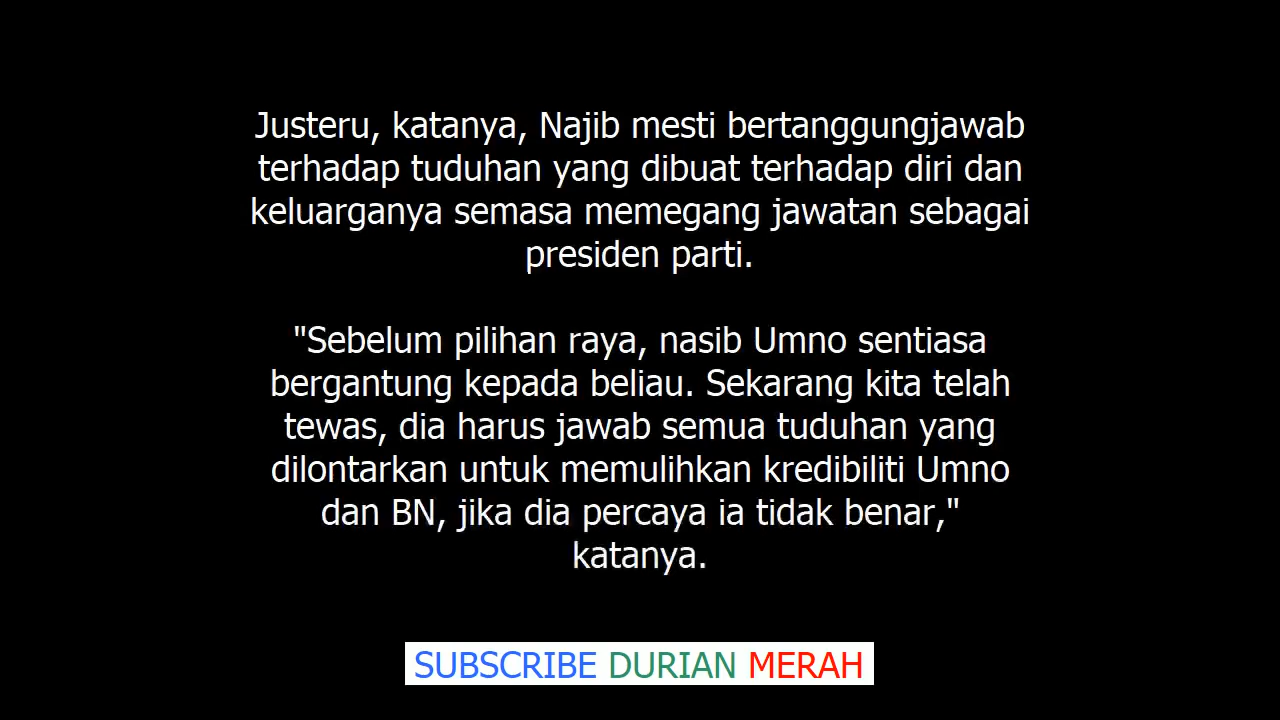 Justeru, katanya, Najib mesti bertanggungjawab
terhadap tuduhan yang dibuat terhadap diri dan
keluarganya semasa memegang jawatan sebagai
presiden parti.
"Sebelum pilihan raya, nasib Umno sentiasa
bergantung kepada beliau. Sekarang kita telah
tewas, dia harus jawab semua tuduhan yang
dilontarkan untuk memulihkan kredibiliti Umno
dan BN, jika dia percaya ia tidak benar,"
katanya.
SUBSCRIBE DURIAN MERAH